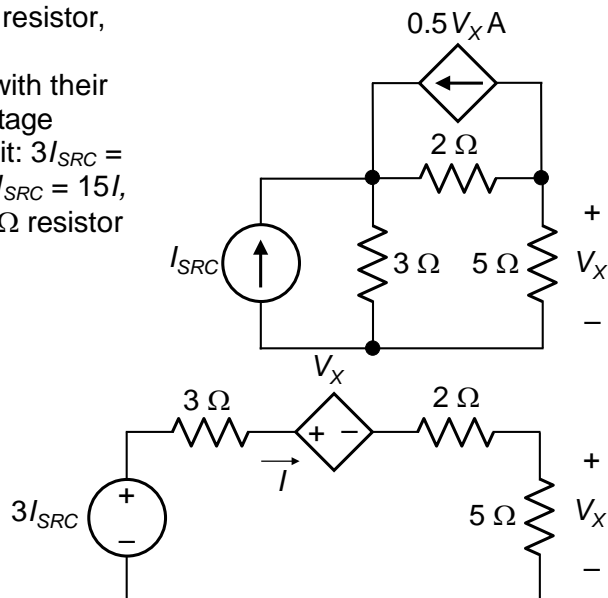 resistor,
with their
tage
it: 3I_SRC =
I_SRC = 15I,
Ω resistor
0.5V_X A
2 Ω
I_SRC
3 Ω
5 Ω
+
V_X
–
V_X
3 Ω
+ -
2 Ω
I
3I_SRC
+
–
5 Ω
+
V_X
–